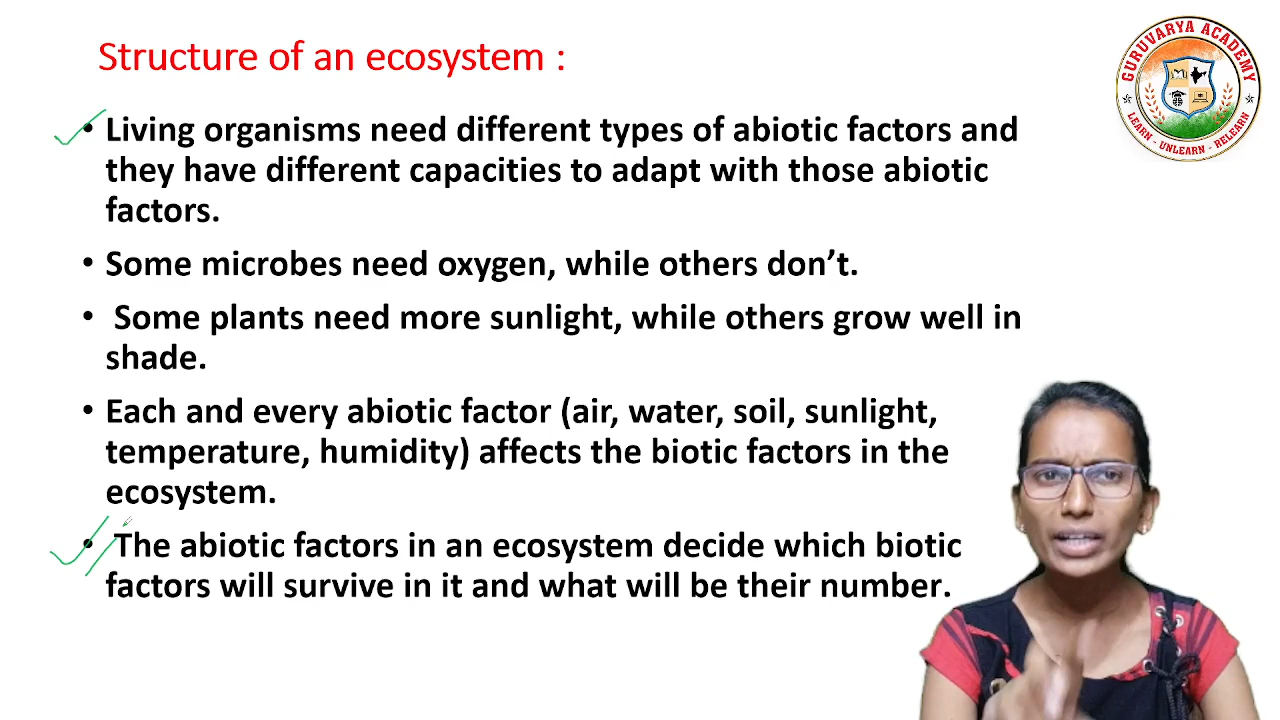 Structure of an ecosystem :
GURUVARYA ACADEMY
LEARN - UNLEARN - RELEARN
• Living organisms need different types of abiotic factors and
they have different capacities to adapt with those abiotic
factors.
• Some microbes need oxygen, while others don’t.
• Some plants need more sunlight, while others grow well in
shade.
• Each and every abiotic factor (air, water, soil, sunlight,
temperature, humidity) affects the biotic factors in the
ecosystem.
• The abiotic factors in an ecosystem decide which biotic
factors will survive in it and what will be their number.